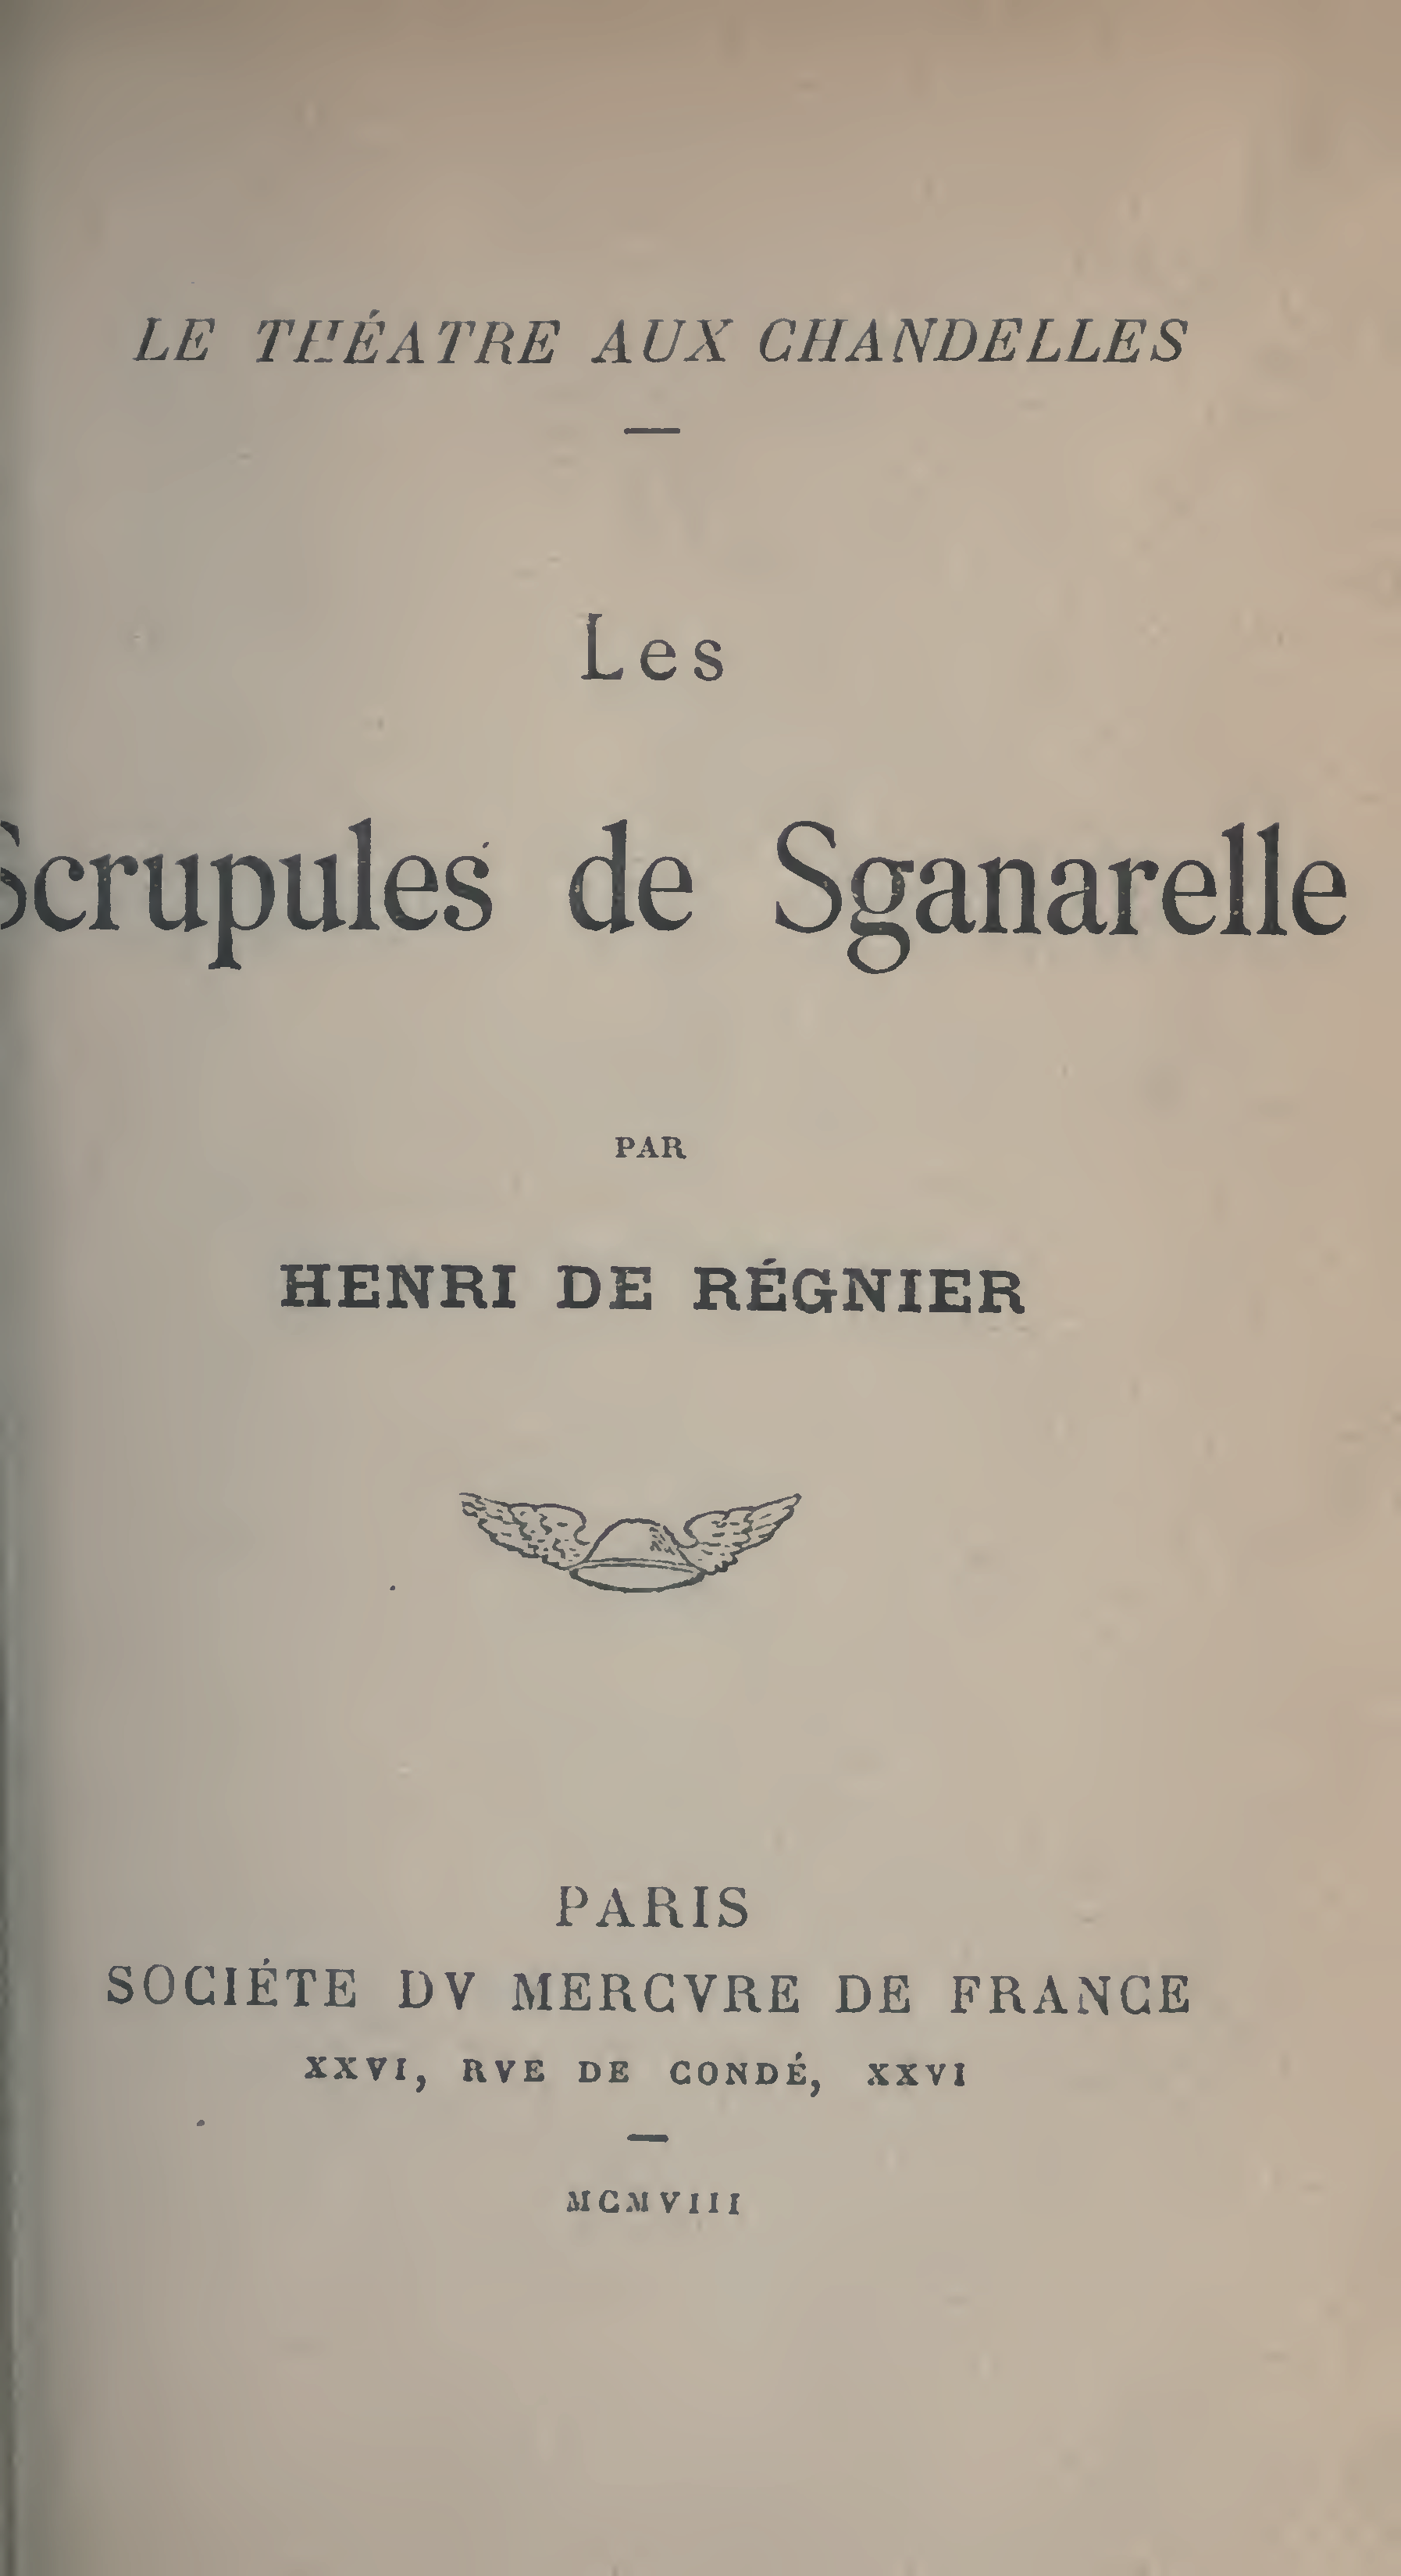 LE THÉATRE AUX CHANDELLES
Les
Scrupules de Sganarelle
PAR
HENRI DE RÉGNIER
PARIS
SOCIÉTE DV MERCVRE DE FRANCE
XXVI, RVE DE CONDÉ, XXVI
MCMVIII